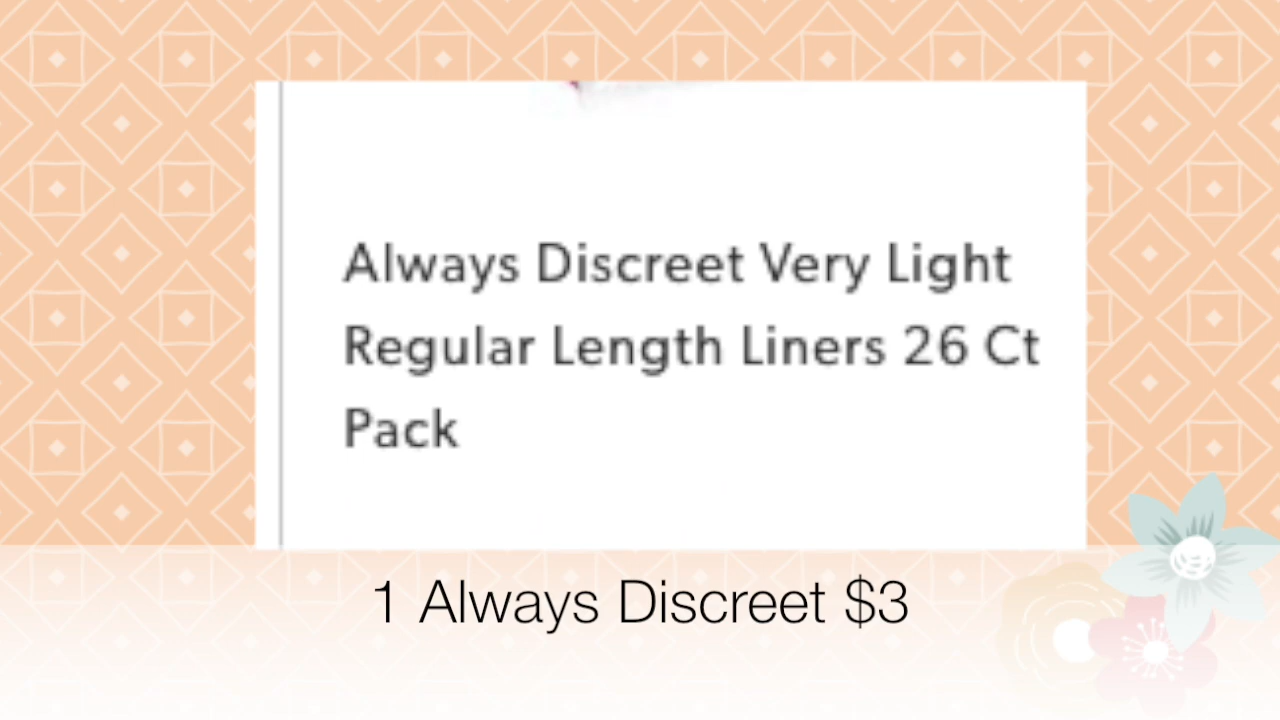 Always Discreet Very Light
Regular Length Liners 26 Ct
Pack
1 Always Discreet $3